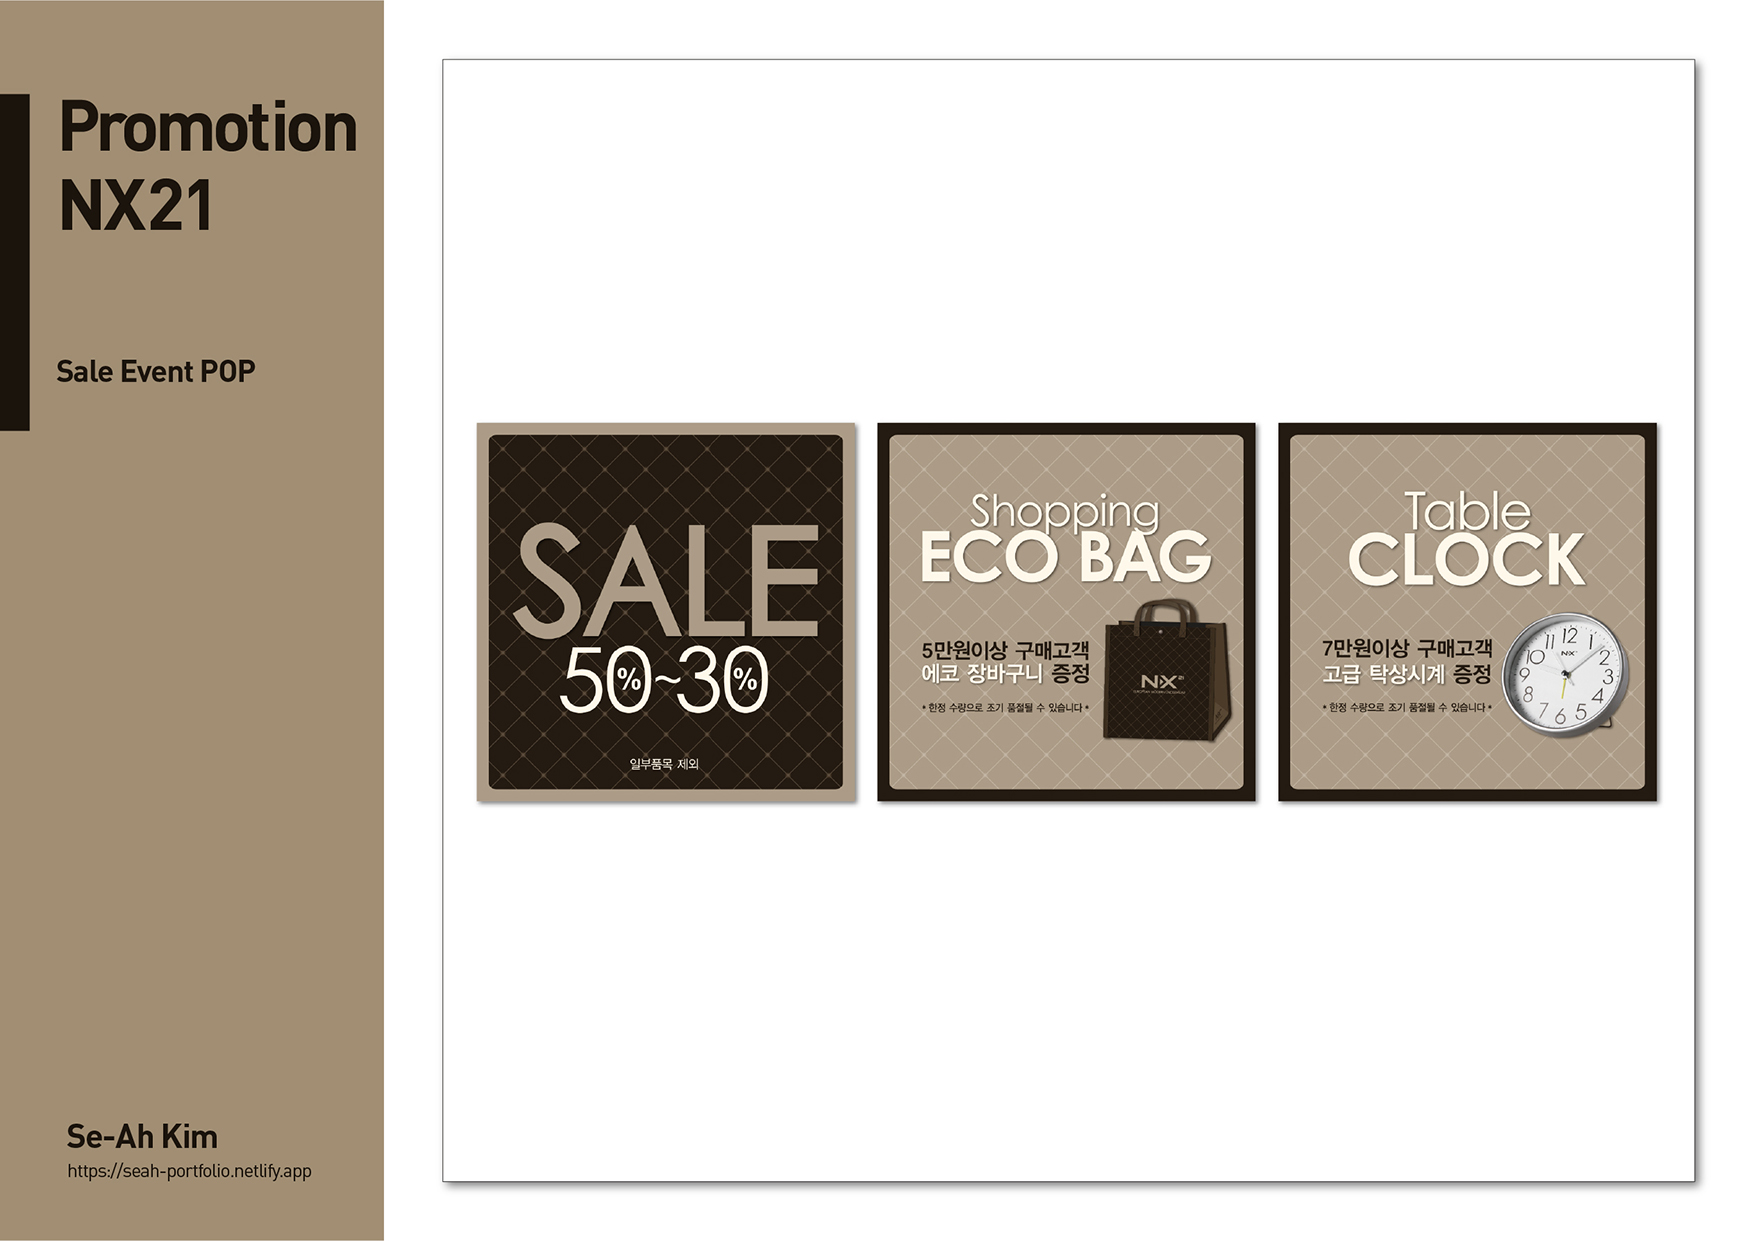 Promotion
NX21
Sale Event POP
SALE
50%~30%
일부품목 제외
Shopping
ECO BAG
5만원이상 구매고객
에코 장바구니 증정
* 한정 수량으로 조기 품절될 수 있습니다 *
NX21
Table
CLOCK
7만원이상 구매고객
고급 탁상시계 증정
* 한정 수량으로 조기 품절될 수 있습니다 *
12
11 1
10 NX 2
9 3
8 4
7 6 5
Se-Ah Kim
https://seah-portfolio.netlify.app